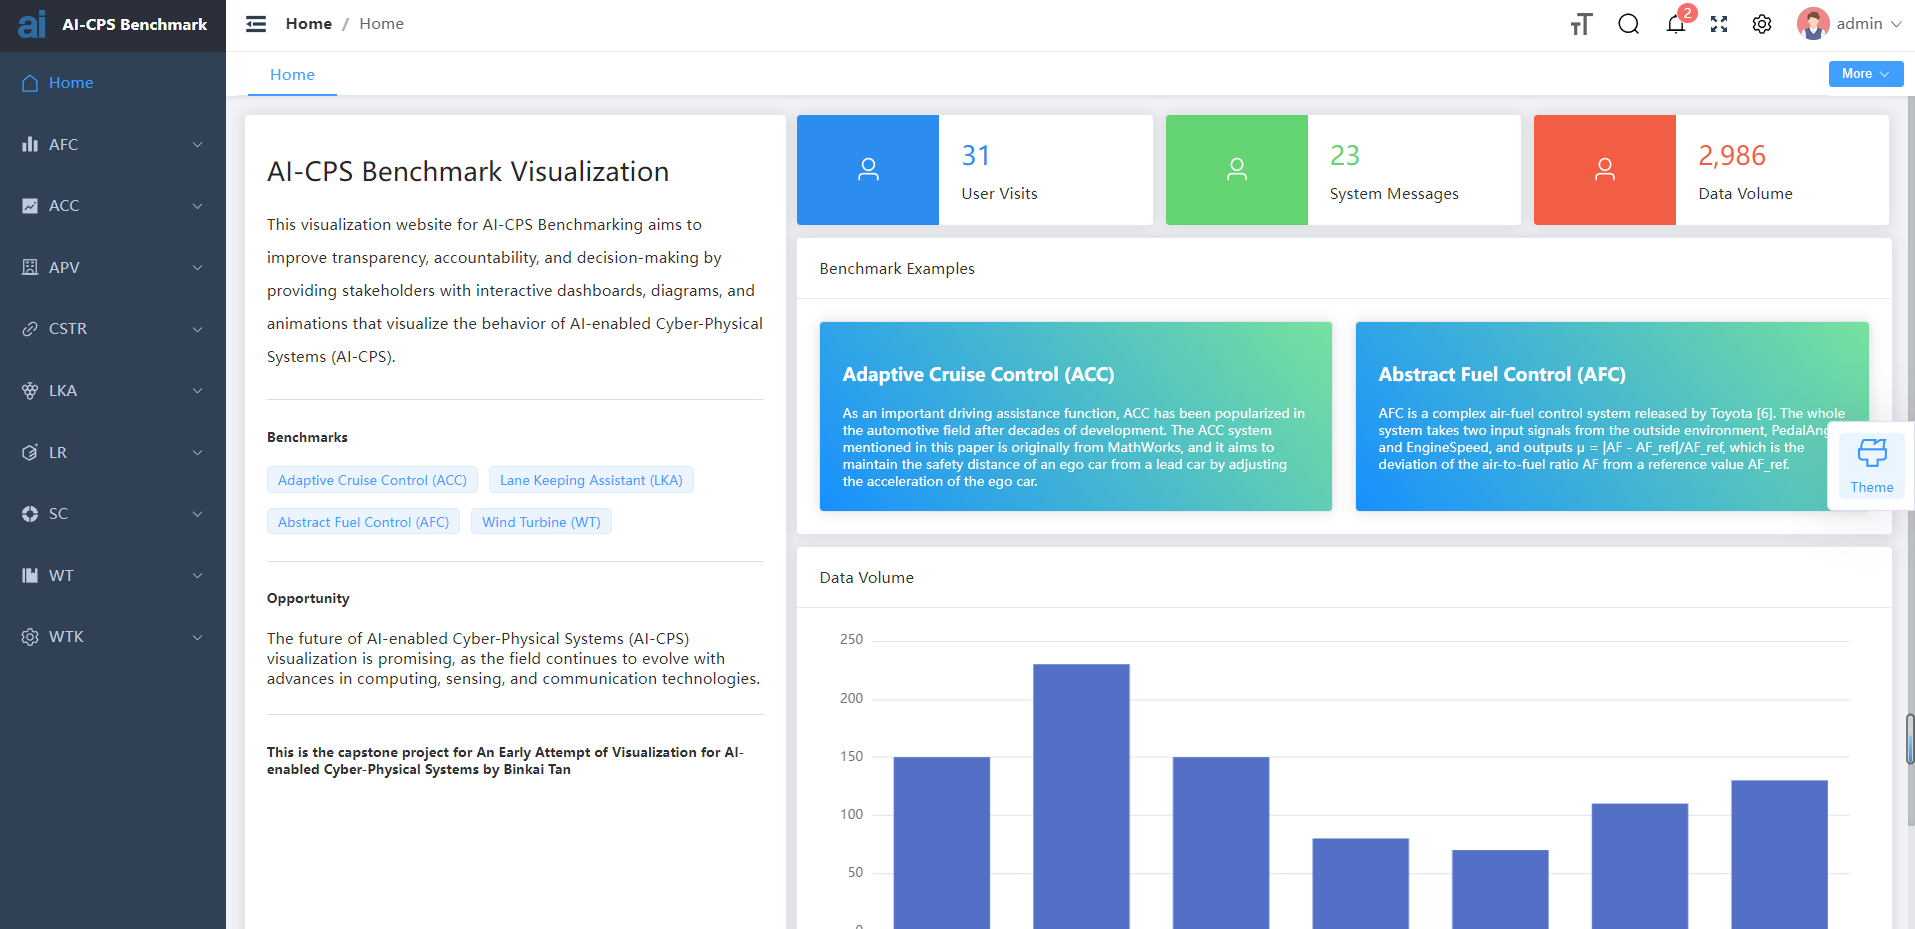 ai AI-CPS Benchmark
Home / Home
2
admin
Home
More
Home
AFC
ACC
APV
CSTR
LKA
LR
SC
WT
WTK
AI-CPS Benchmark Visualization
This visualization website for AI-CPS Benchmarking aims to
improve transparency, accountability, and decision-making by
providing stakeholders with interactive dashboards, diagrams, and
animations that visualize the behavior of AI-enabled Cyber-Physical
Systems (AI-CPS).
Benchmarks
Adaptive Cruise Control (ACC)
Lane Keeping Assistant (LKA)
Abstract Fuel Control (AFC)
Wind Turbine (WT)
Opportunity
The future of AI-enabled Cyber-Physical Systems (AI-CPS)
visualization is promising, as the field continues to evolve with
advances in computing, sensing, and communication technologies.
This is the capstone project for An Early Attempt of Visualization for AI-
enabled Cyber-Physical Systems by Binkai Tan
31
User Visits
23
System Messages
2,986
Data Volume
Benchmark Examples
Adaptive Cruise Control (ACC)
As an important driving assistance function, ACC has been popularized in
the automotive field after decades of development. The ACC system
mentioned in this paper is originally from MathWorks, and it aims to
maintain the safety distance of an ego car from a lead car by adjusting
the acceleration of the ego car.
Abstract Fuel Control (AFC)
AFC is a complex air-fuel control system released by Toyota [6]. The whole
system takes two input signals from the outside environment, PedalAng
and EngineSpeed, and outputs μ = |AF - AF_ref|/AF_ref, which is the
deviation of the air-to-fuel ratio AF from a reference value AF_ref.
Theme
Data Volume
250
200
150
100
50
0